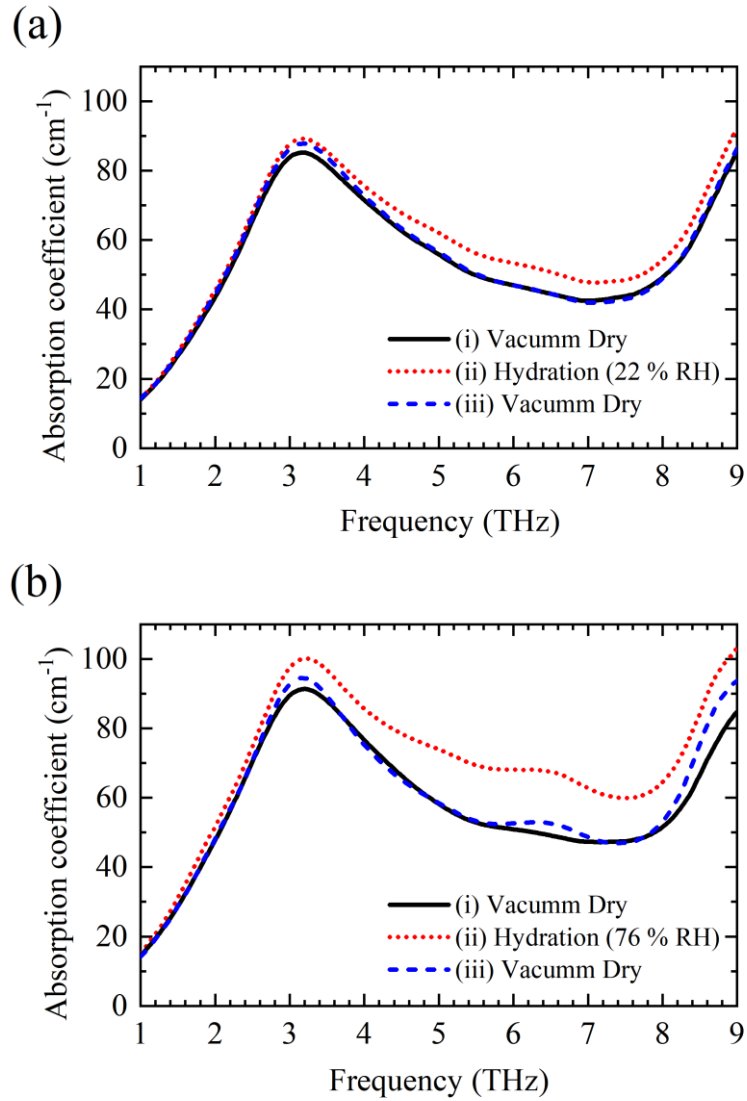 (a)
Absorption coefficient (cm⁻¹)
100
80
60
40
20
0
(i) Vacumm Dry
(ii) Hydration (22 % RH)
(iii) Vacumm Dry
1 2 3 4 5 6 7 8 9
Frequency (THz)
(b)
Absorption coefficient (cm⁻¹)
100
80
60
40
20
0
(i) Vacumm Dry
(ii) Hydration (76 % RH)
(iii) Vacumm Dry
1 2 3 4 5 6 7 8 9
Frequency (THz)